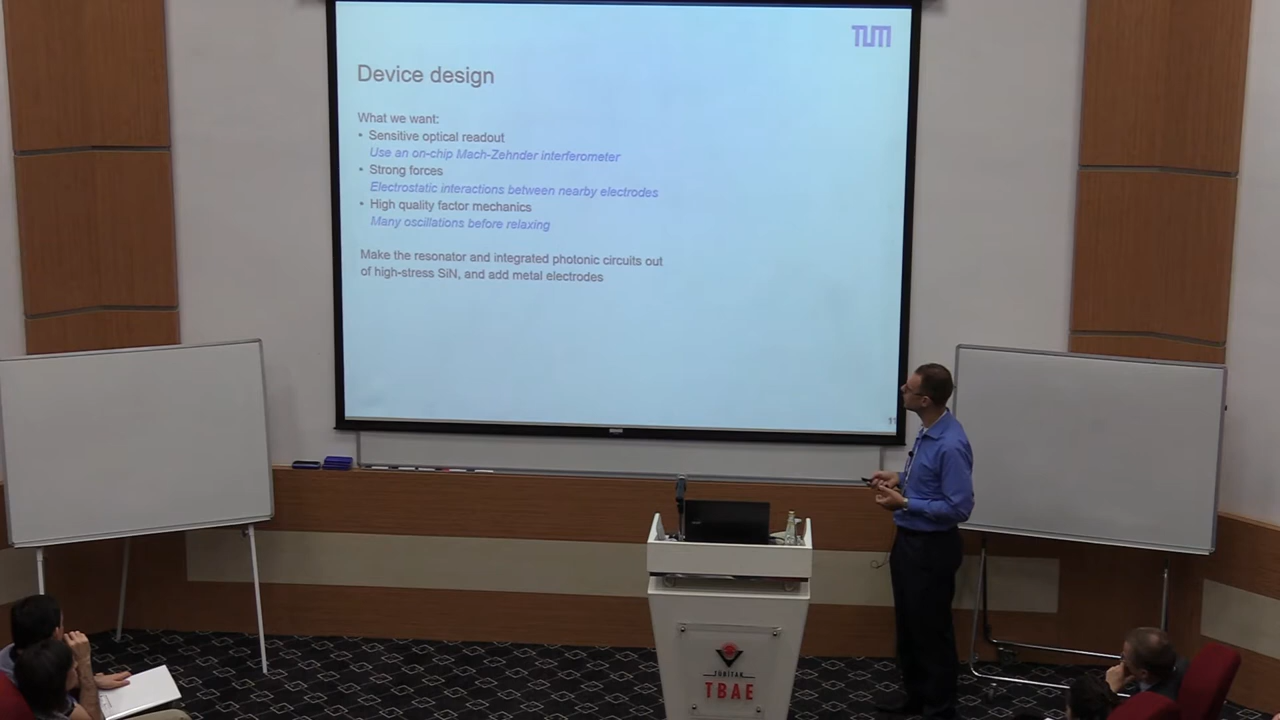 TUM
Device design
What we want:
• Sensitive optical readout
Use an on-chip Mach-Zehnder interferometer
• Strong forces
Electrostatic interactions between nearby electrodes
• High quality factor mechanics
Many oscillations before relaxing
Make the resonator and integrated photonic circuits out
of high-stress SiN, and add metal electrodes
TÜBİTAK
TBAE